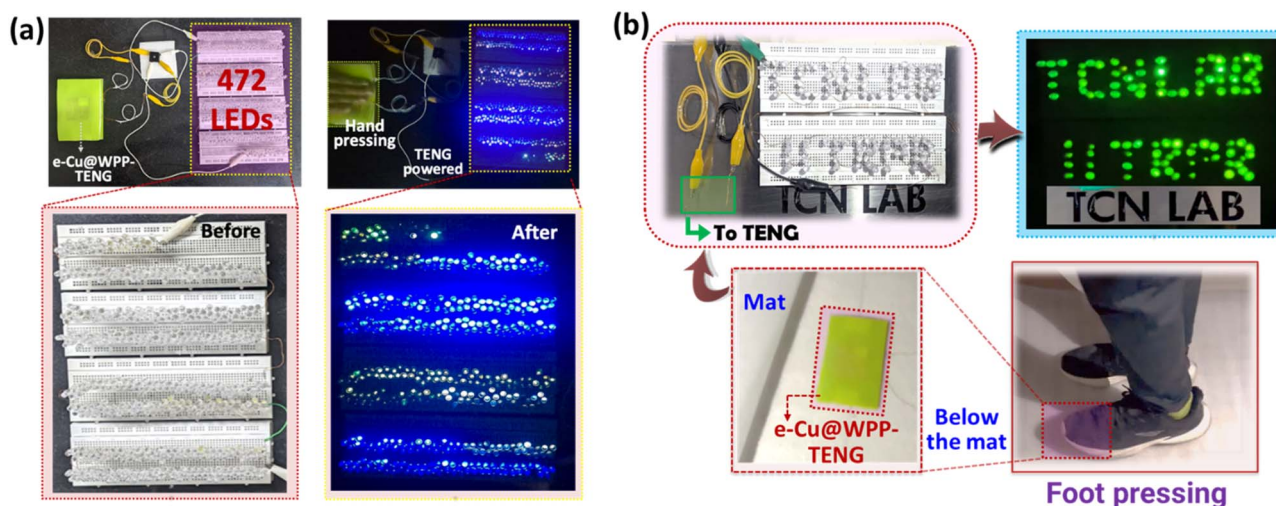 (a)
472
LEDs
e-Cu@WPP-
TENG
Hand
pressing
TENG
powered
Before
After
(b)
TCN LAB
To TENG
TCNLAB
IITRPR
TCN LAB
Mat
e-Cu@WPP-
TENG
Below
the mat
Foot pressing